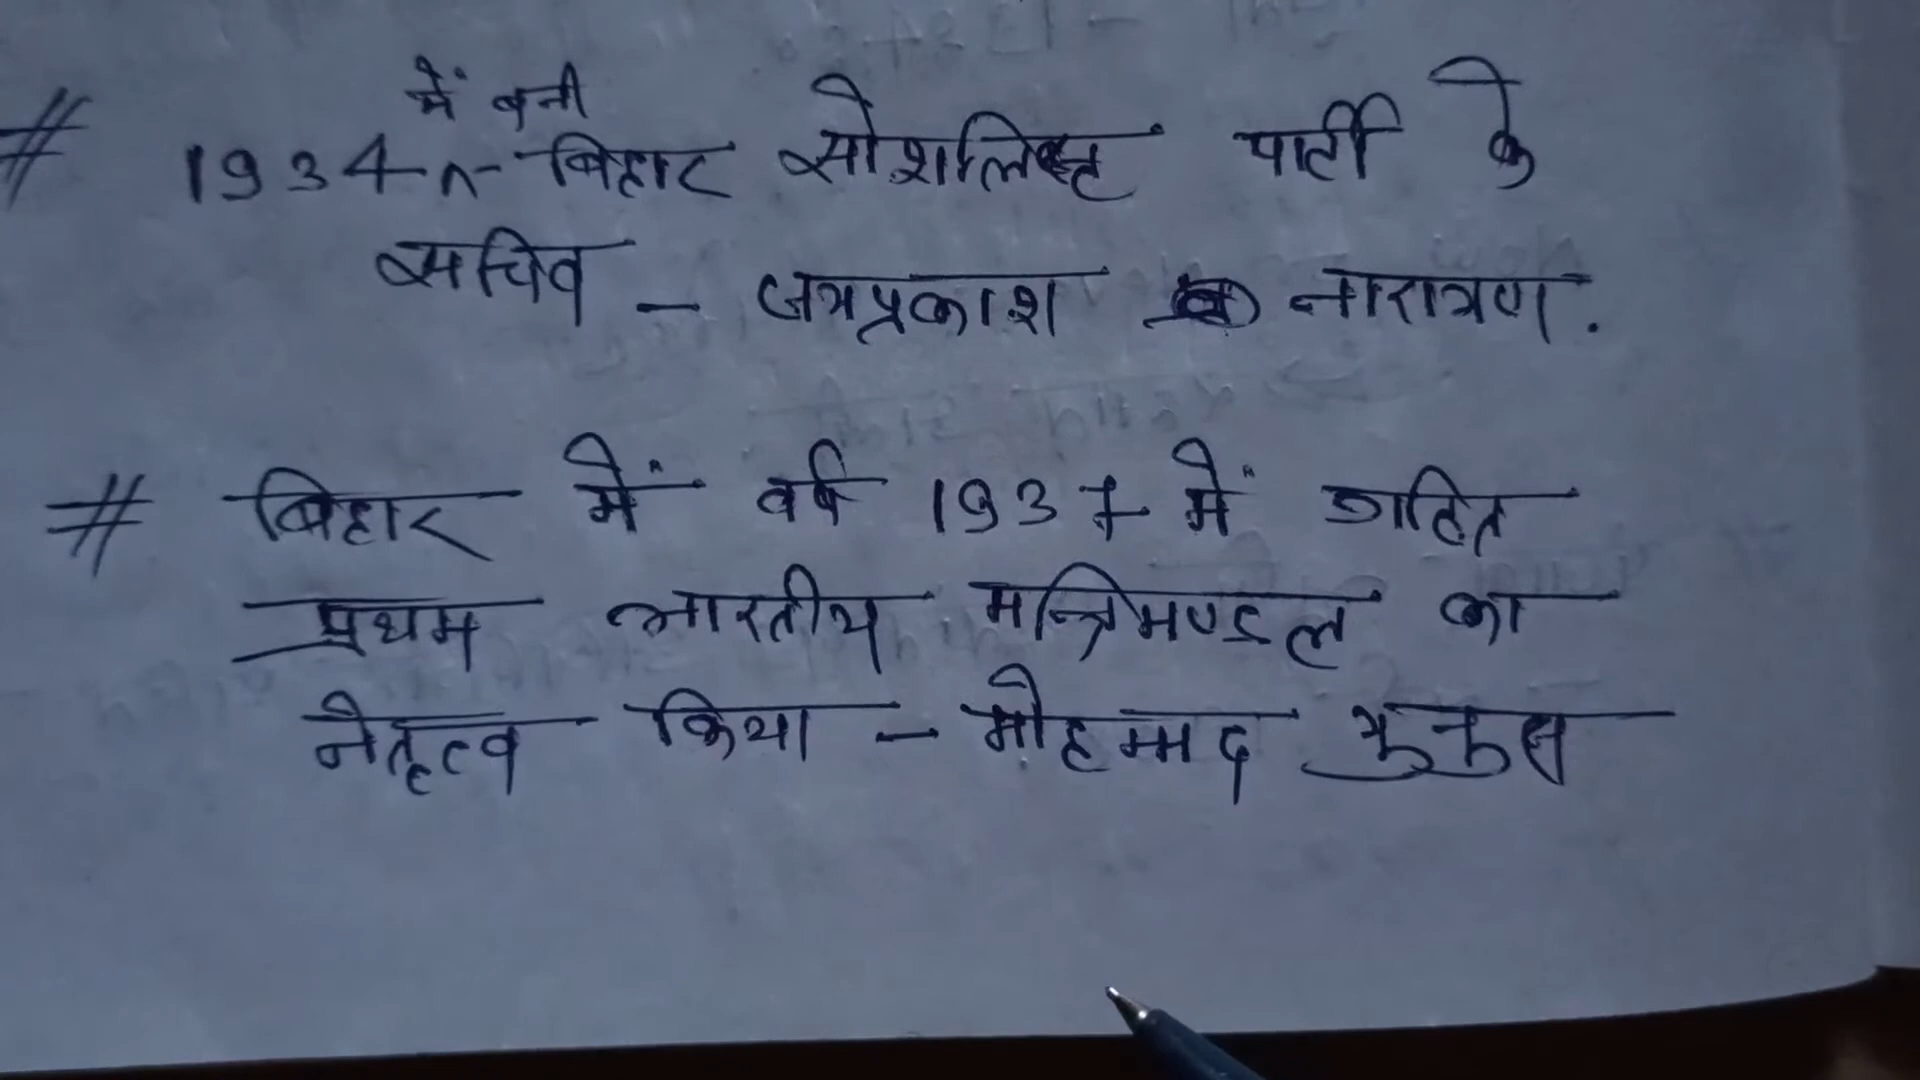 # 1934 में बनी बिहार सोशलिस्ट पार्टी के
सचिव - जयप्रकाश नारायण.
# बिहार में वर्ष 1937 में गठित
प्रथम भारतीय मन्त्रिमण्डल का
नेतृत्व किया - मोहम्मद युनुस